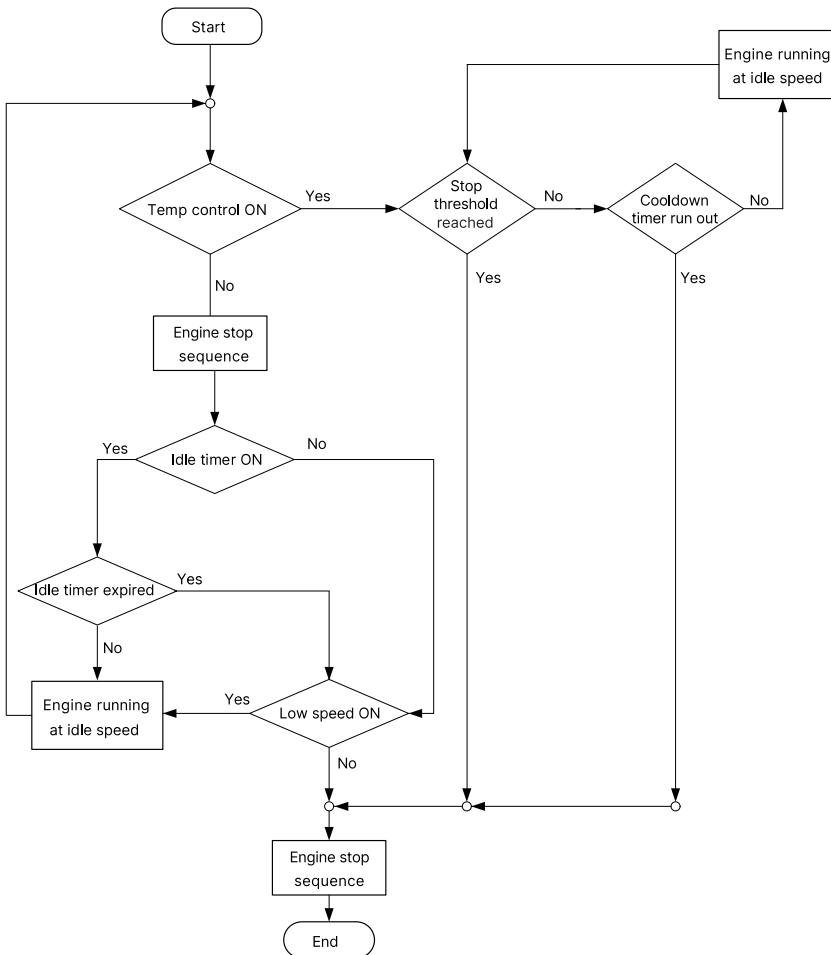 Start
Engine running
at idle speed
Temp control ON
Yes
Stop
threshold
reached
No
Cooldown
timer run out
No
No
Yes
Yes
Engine stop
sequence
Yes
Idle timer ON
No
Idle timer expired
Yes
No
Engine running
at idle speed
Yes
Low speed ON
No
Engine stop
sequence
End